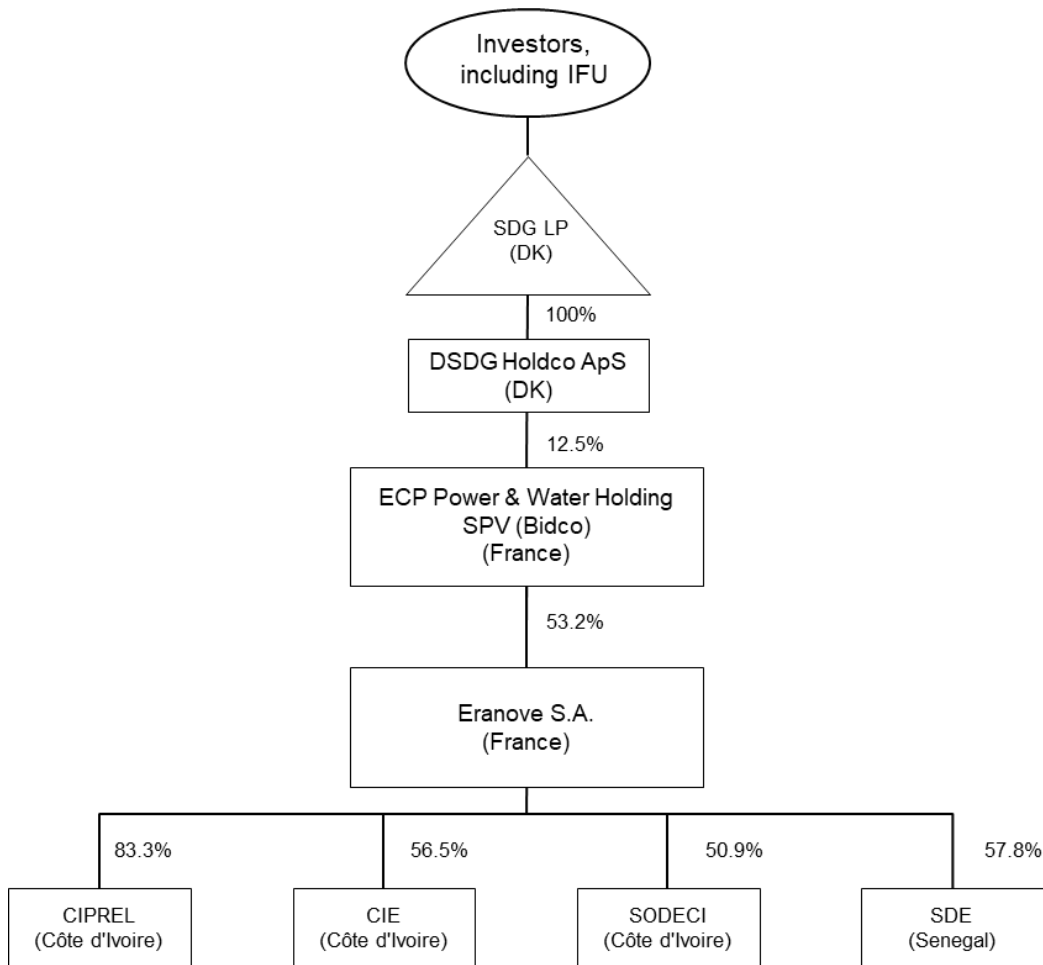 Investors,
including IFU
SDG LP
(DK)
100%
DSDG Holdco ApS
(DK)
12.5%
ECP Power & Water Holding
SPV (Bidco)
(France)
53.2%
Eranove S.A.
(France)
83.3%
56.5%
50.9%
57.8%
CIPREL
(Côte d'Ivoire)
CIE
(Côte d'Ivoire)
SODECI
(Côte d'Ivoire)
SDE
(Senegal)